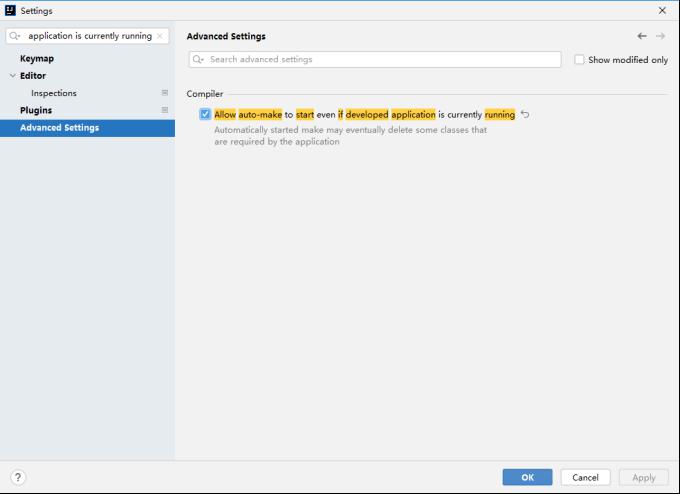 Settings
application is currently running
Keymap
Editor
Inspections
Plugins
Advanced Settings
Advanced Settings
Search advanced settings
Show modified only
Compiler
Allow auto-make to start even if developed application is currently running
Automatically started make may eventually delete some classes that
are required by the application
?
OK
Cancel
Apply